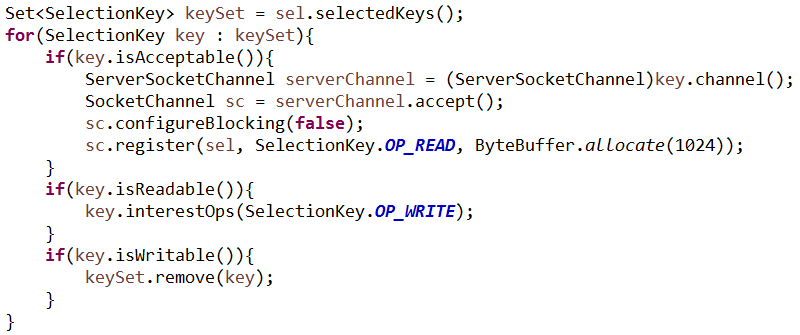 Set<SelectionKey> keySet = sel.selectedKeys();
for(SelectionKey key : keySet){
    if(key.isAcceptable()){
        ServerSocketChannel serverChannel = (ServerSocketChannel)key.channel();
        SocketChannel sc = serverChannel.accept();
        sc.configureBlocking(false);
        sc.register(sel, SelectionKey.OP_READ, ByteBuffer.allocate(1024));
    }
    if(key.isReadable()){
        key.interestOps(SelectionKey.OP_WRITE);
    }
    if(key.isWritable()){
        keySet.remove(key);
    }
}